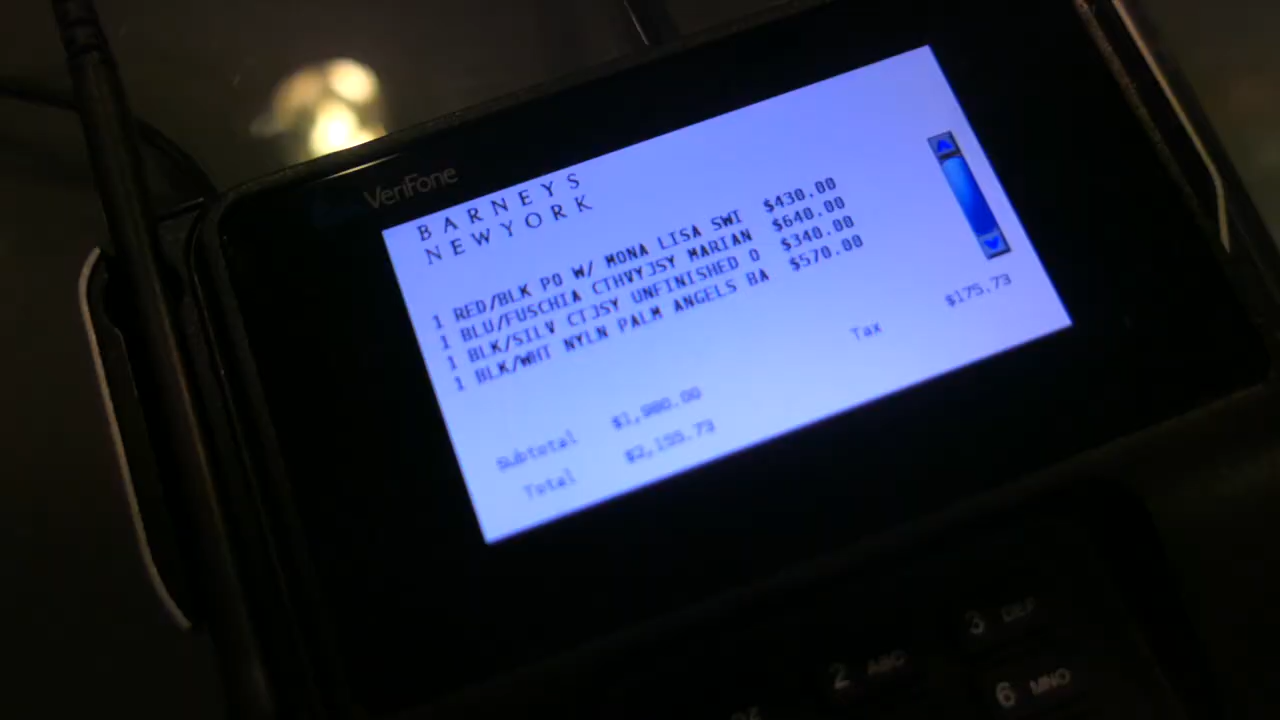 VeriFone
BARNEYS
NEWYORK
1 RED/BLK PO W/ MONA LISA SWI $430.00
1 BLU/FUSCHIA CTHVYJSY MARIAN $640.00
1 BLK/SILV CTJSY UNFINISHED O $340.00
1 BLK/WHT NYLN PALM ANGELS BA $570.00
Tax $175.73
Subtotal $1,980.00
Total $2,155.73
2 ABC
3 DEF
6 MNO